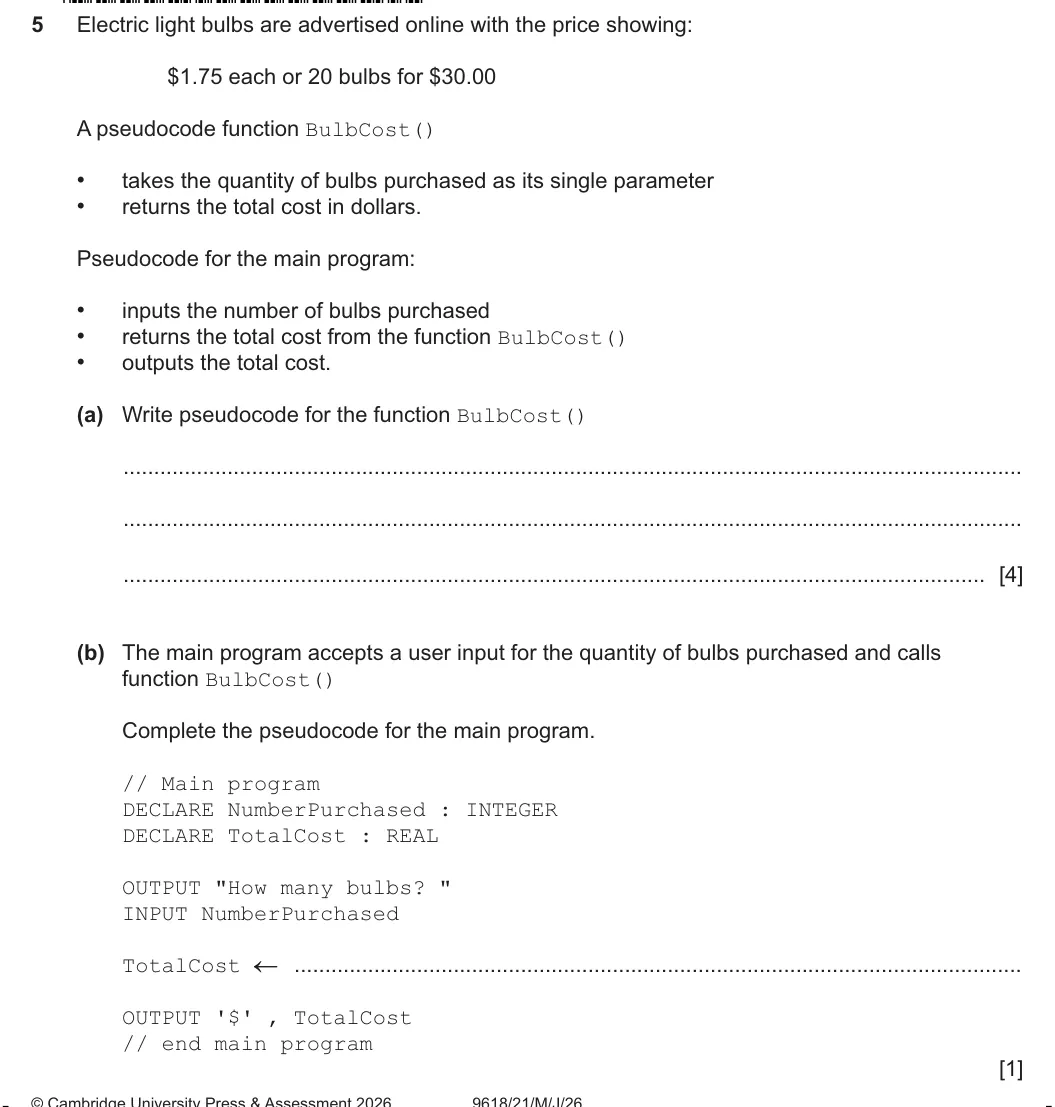 5 Electric light bulbs are advertised online with the price showing:
$1.75 each or 20 bulbs for $30.00
A pseudocode function BulbCost()
• takes the quantity of bulbs purchased as its single parameter
• returns the total cost in dollars.
Pseudocode for the main program:
• inputs the number of bulbs purchased
• returns the total cost from the function BulbCost()
• outputs the total cost.
(a) Write pseudocode for the function BulbCost()
..........................................................................
..........................................................................
.......................................................................... [4]
(b) The main program accepts a user input for the quantity of bulbs purchased and calls
function BulbCost()
Complete the pseudocode for the main program.
// Main program
DECLARE NumberPurchased : INTEGER
DECLARE TotalCost : REAL
OUTPUT "How many bulbs? "
INPUT NumberPurchased
TotalCost ← ..........................................................................
OUTPUT '$' , TotalCost
// end main program
[1]
© Cambridge University Press & Assessment 2026 9618/21/M/J/26